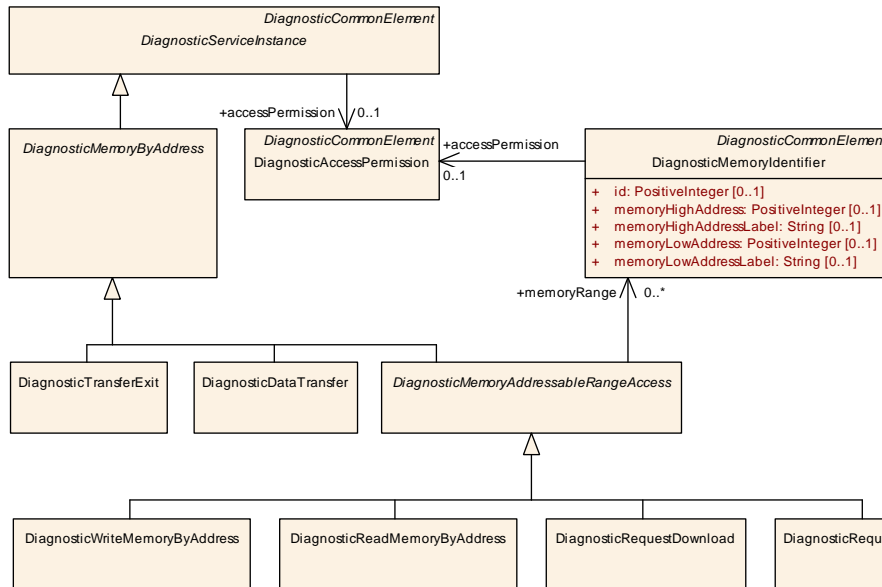 DiagnosticCommonElement
DiagnosticServiceInstance
+accessPermission 0..1
DiagnosticMemoryByAddress
DiagnosticCommonElement
DiagnosticAccessPermission
+accessPermission
0..1
DiagnosticCommonElement
DiagnosticMemoryIdentifier
+ id: PositiveInteger [0..1]
+ memoryHighAddress: PositiveInteger [0..1]
+ memoryHighAddressLabel: String [0..1]
+ memoryLowAddress: PositiveInteger [0..1]
+ memoryLowAddressLabel: String [0..1]
+memoryRange 0..*
DiagnosticTransferExit
DiagnosticDataTransfer
DiagnosticMemoryAddressableRangeAccess
DiagnosticWriteMemoryByAddress
DiagnosticReadMemoryByAddress
DiagnosticRequestDownload